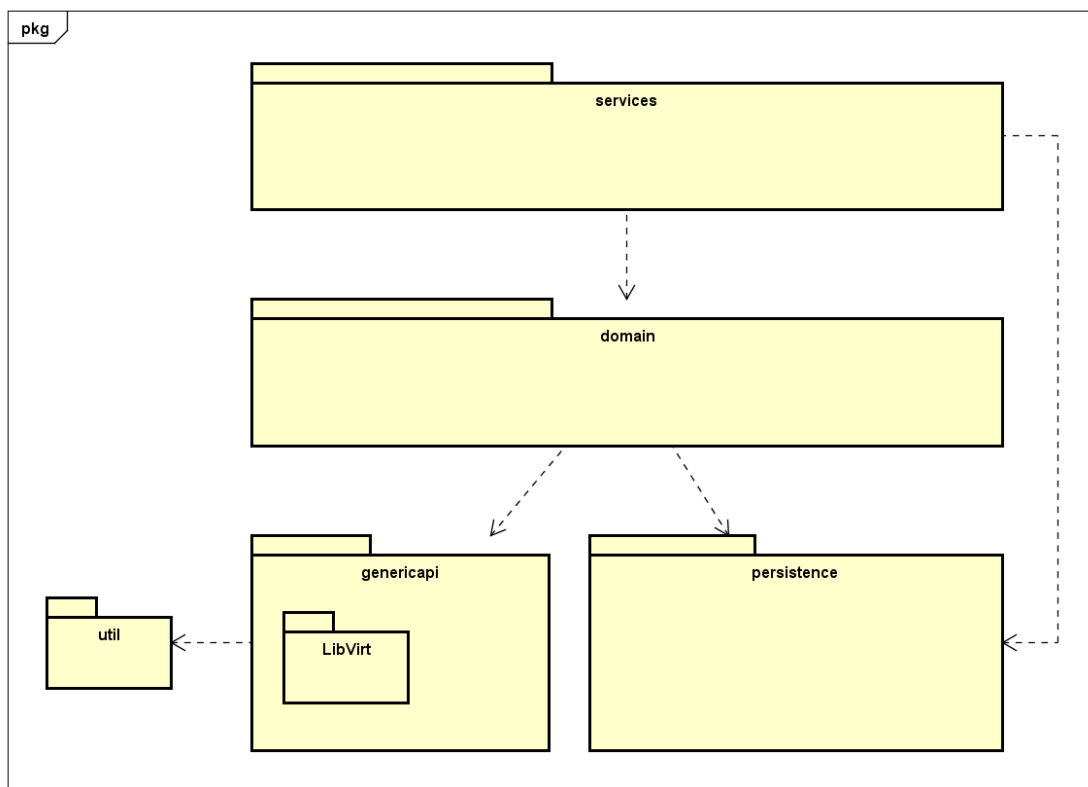 pkg
services
domain
genericapi
persistence
util
LibVirt